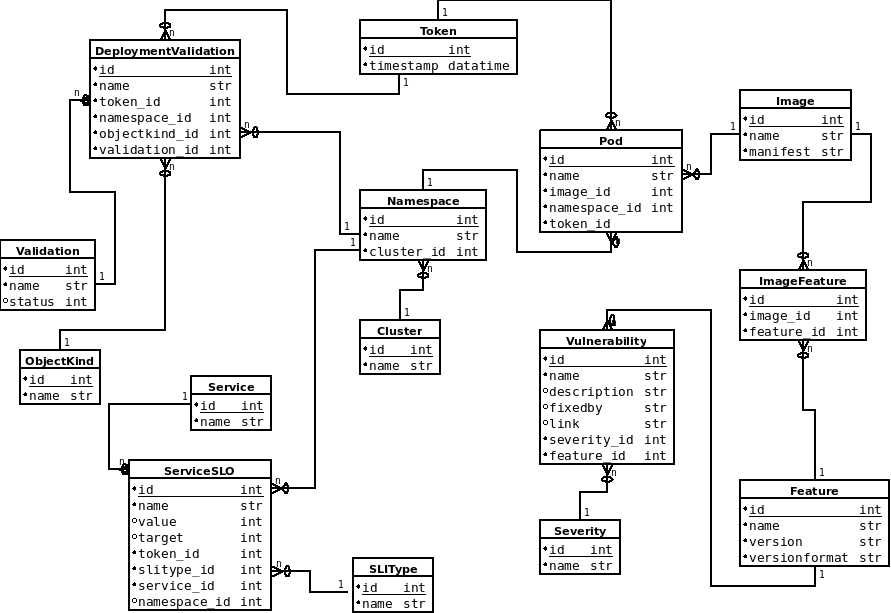 DeploymentValidation
id int
name str
token_id int
namespace_id int
objectkind_id int
validation_id int
n
n
n
n
Token
id int
timestamp datatime
1
1
Image
id int
name str
manifest str
1
1
Pod
id int
name str
image_id int
namespace_id int
token_id
n
n
n
Namespace
id int
name str
cluster_id int
1
1
1
n
Validation
id int
name str
status int
1
ImageFeature
id int
image_id int
feature_id int
n
n
Cluster
id int
name str
1
Vulnerability
id int
name str
description str
fixedby str
link str
severity_id int
feature_id int
n
n
ObjectKind
id int
name str
1
Service
id int
name str
1
ServiceSLO
id int
name str
value int
target int
token_id int
slitype_id int
service_id int
namespace_id int
n
n
n
Feature
id int
name str
version str
versionformat str
1
1
Severity
id int
name str
1
SLIType
id int
name str
1